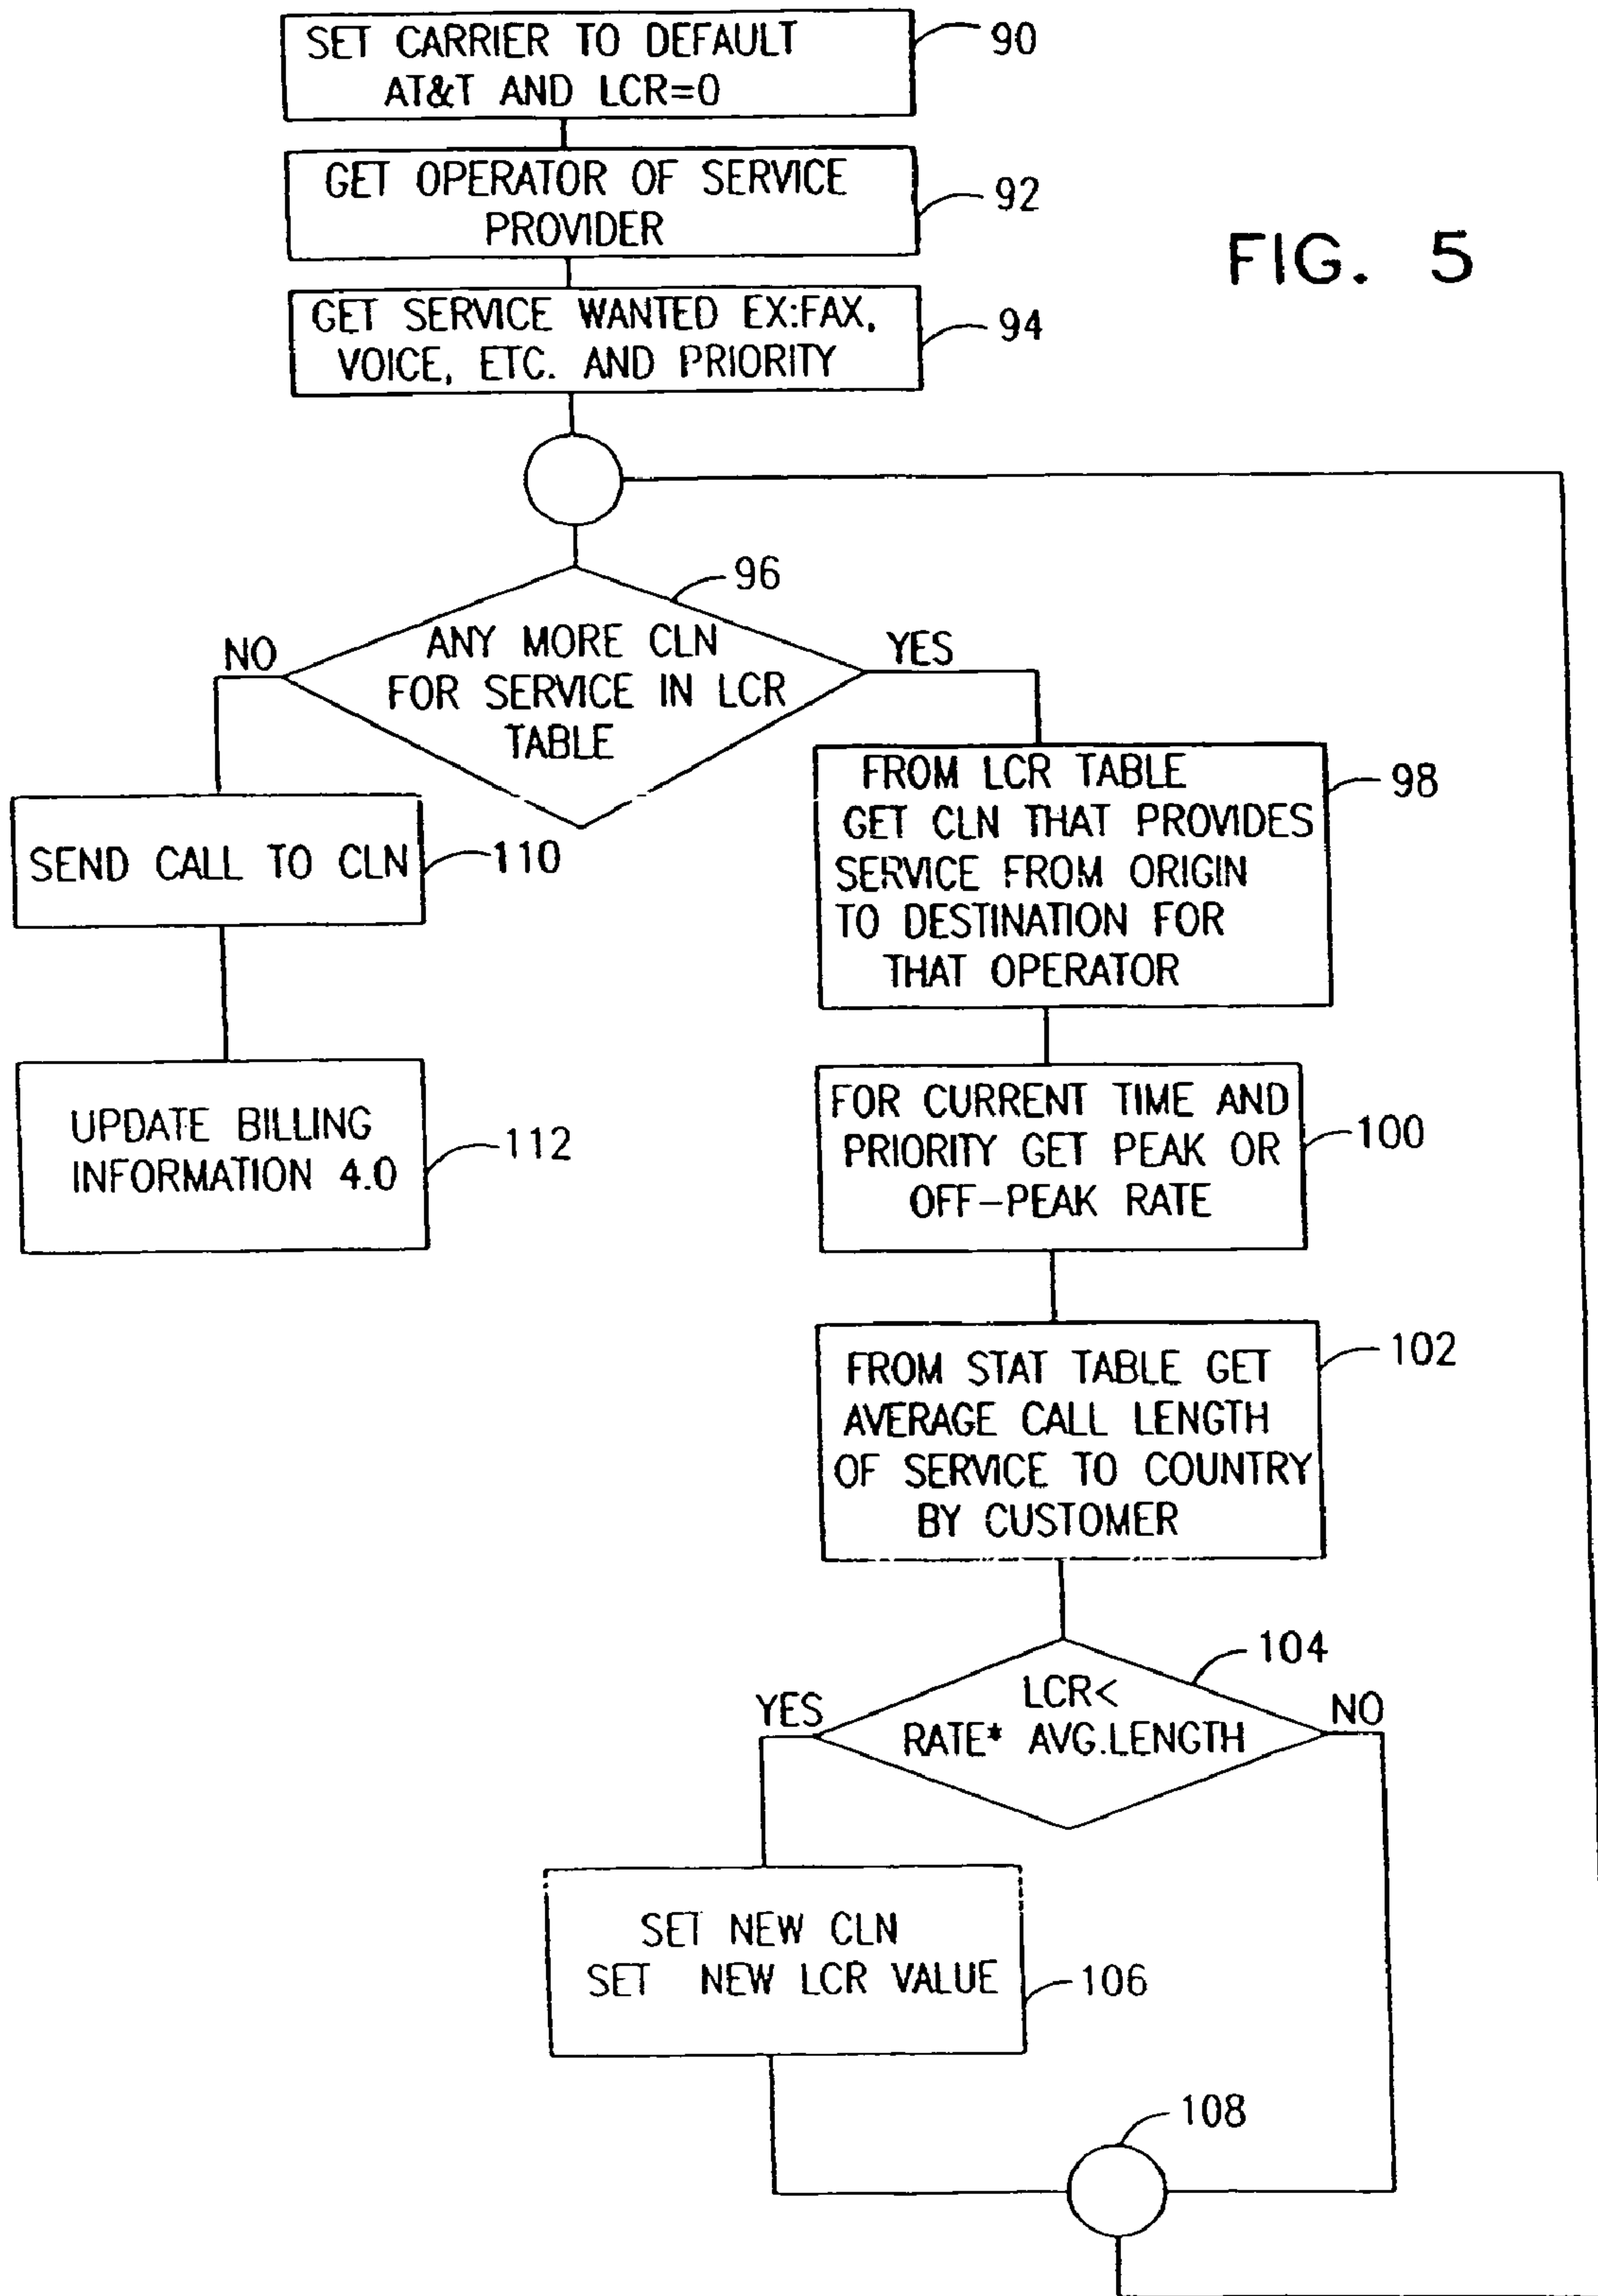 SET CARRIER TO DEFAULT
AT&T AND LCR=0
90
GET OPERATOR OF SERVICE
PROVIDER
92
FIG. 5
GET SERVICE WANTED EX:FAX,
VOICE, ETC. AND PRIORITY
94
96
ANY MORE CLN
FOR SERVICE IN LCR
TABLE
NO
YES
SEND CALL TO CLN
110
UPDATE BILLING
INFORMATION 4.0
112
FROM LCR TABLE
GET CLN THAT PROVIDES
SERVICE FROM ORIGIN
TO DESTINATION FOR
THAT OPERATOR
98
FOR CURRENT TIME AND
PRIORITY GET PEAK OR
OFF-PEAK RATE
100
FROM STAT TABLE GET
AVERAGE CALL LENGTH
OF SERVICE TO COUNTRY
BY CUSTOMER
102
104
LCR<
RATE* AVG.LENGTH
YES
NO
SET NEW CLN
SET NEW LCR VALUE
106
108